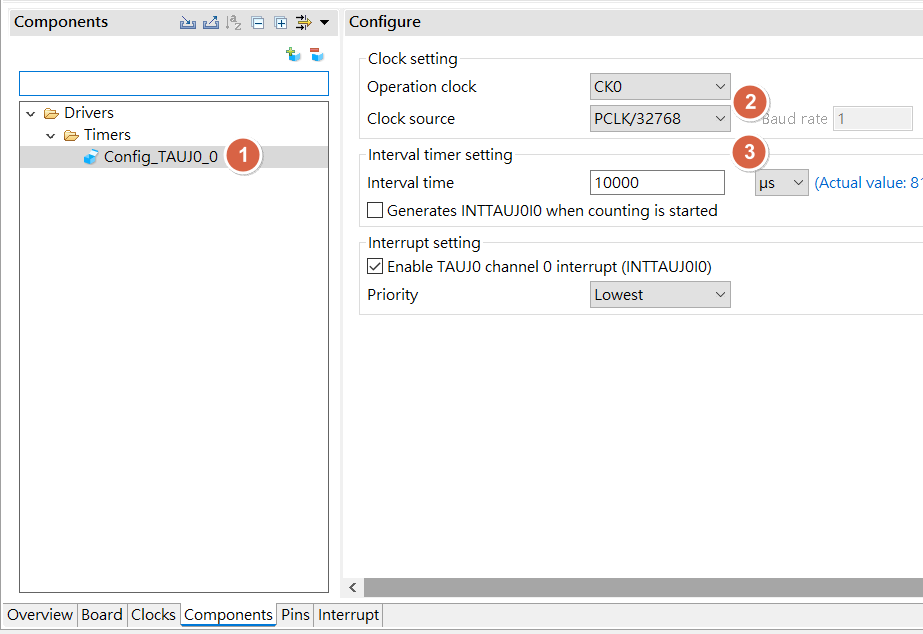 Components
Configure
Clock setting
Operation clock
CK0
2
Clock source
PCLK/32768
Baud rate
1
Drivers
Timers
Config_TAUJ0_0
1
3
Interval timer setting
Interval time
10000
μs
(Actual value: 81
Generates INTTAUJ0I0 when counting is started
Interrupt setting
Enable TAUJ0 channel 0 interrupt (INTTAUJ0I0)
Priority
Lowest
Overview
Board
Clocks
Components
Pins
Interrupt